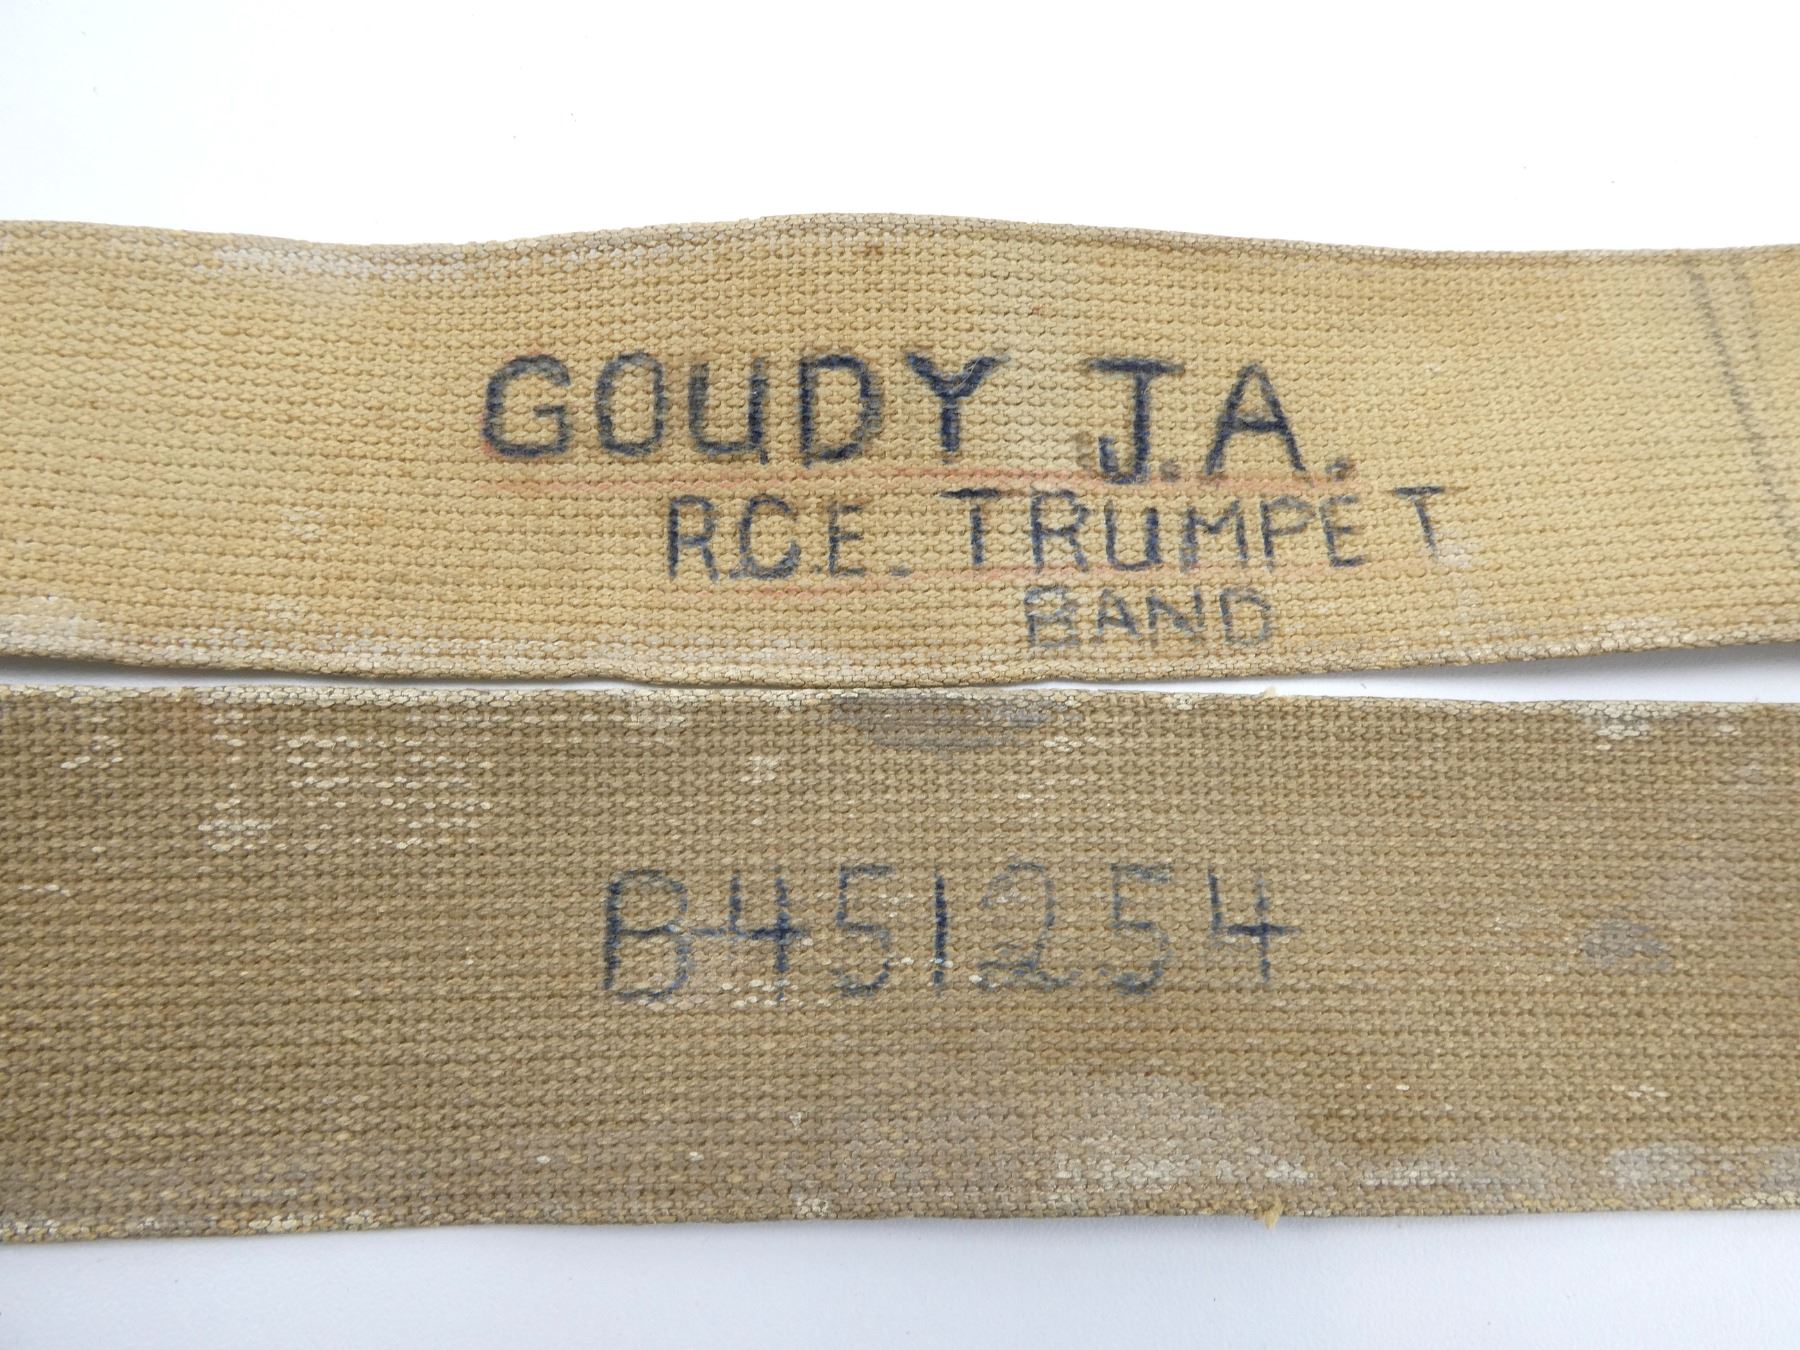 GOUDY J.A.
R.C.E. TRUMPET
BAND
B451254